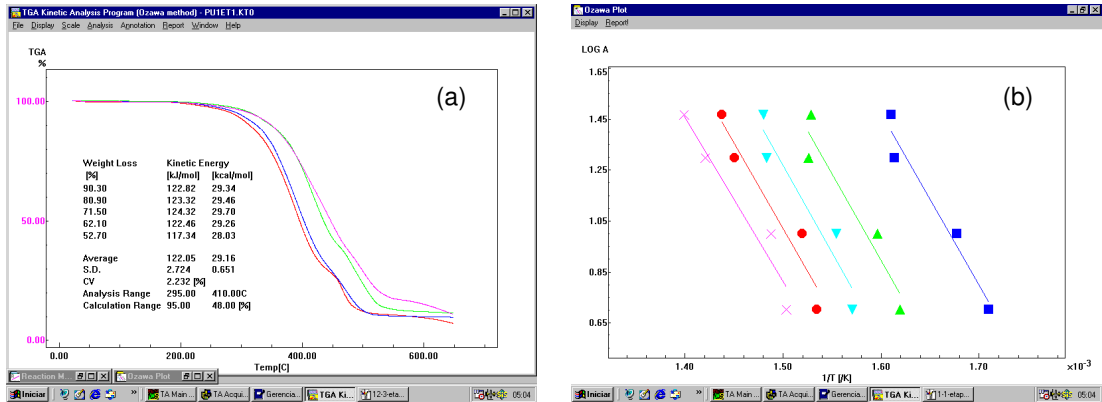 TGA Kinetic Analysis Program (Ozawa method) - PU1ET1.KT0
File Display Scale Analysis Annotation Report Window Help
TGA
%
(a)
100.00
50.00
0.00
Weight Loss Kinetic Energy
[%] [kJ/mol] [kcal/mol]
90.30 122.82 29.34
80.90 123.32 29.46
71.50 124.32 29.70
62.10 122.46 29.26
52.70 117.34 28.03
Average 122.05 29.16
S.D. 2.724 0.651
CV 2.232 [%]
Analysis Range 295.00 410.00C
Calculation Range 95.00 48.00 [%]
0.00 200.00 400.00 600.00
Temp[C]
Reaction M... Ozawa Plot
Iniciar » TA Main ... TA Acqui... Gerencia... TGA Ki... 12-3-eta... 05:04
Ozawa Plot
Display Report!
LOG A
(b)
1.65
1.45
1.25
1.05
0.85
0.65
1.40 1.50 1.60 1.70 x10⁻³
1/T [/K]
Iniciar » TA Main ... TA Acqui... Gerencia... TGA Ki... 1-1-etap... 05:04